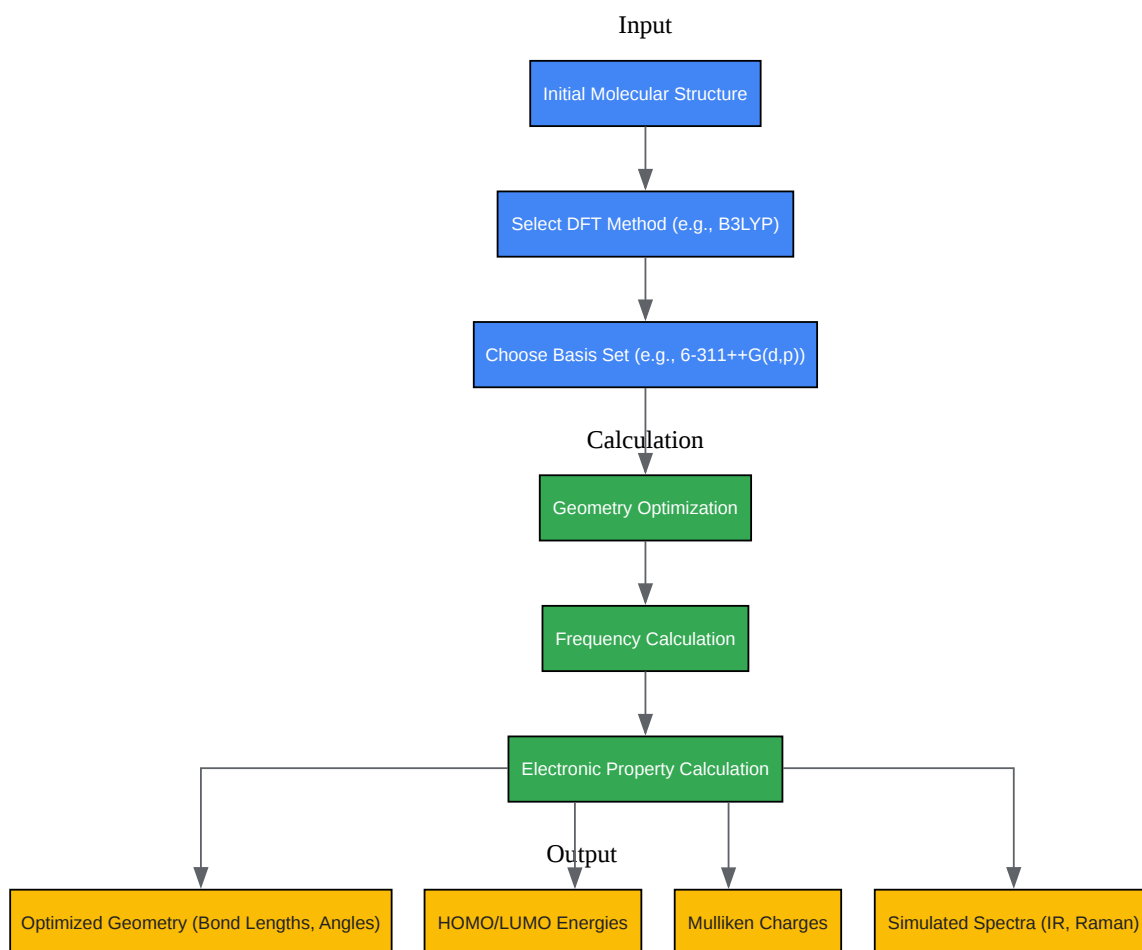 Input
Initial Molecular Structure
Select DFT Method (e.g., B3LYP)
Choose Basis Set (e.g., 6-311++G(d,p))
Calculation
Geometry Optimization
Frequency Calculation
Electronic Property Calculation
Output
Optimized Geometry (Bond Lengths, Angles)
HOMO/LUMO Energies
Mulliken Charges
Simulated Spectra (IR, Raman)